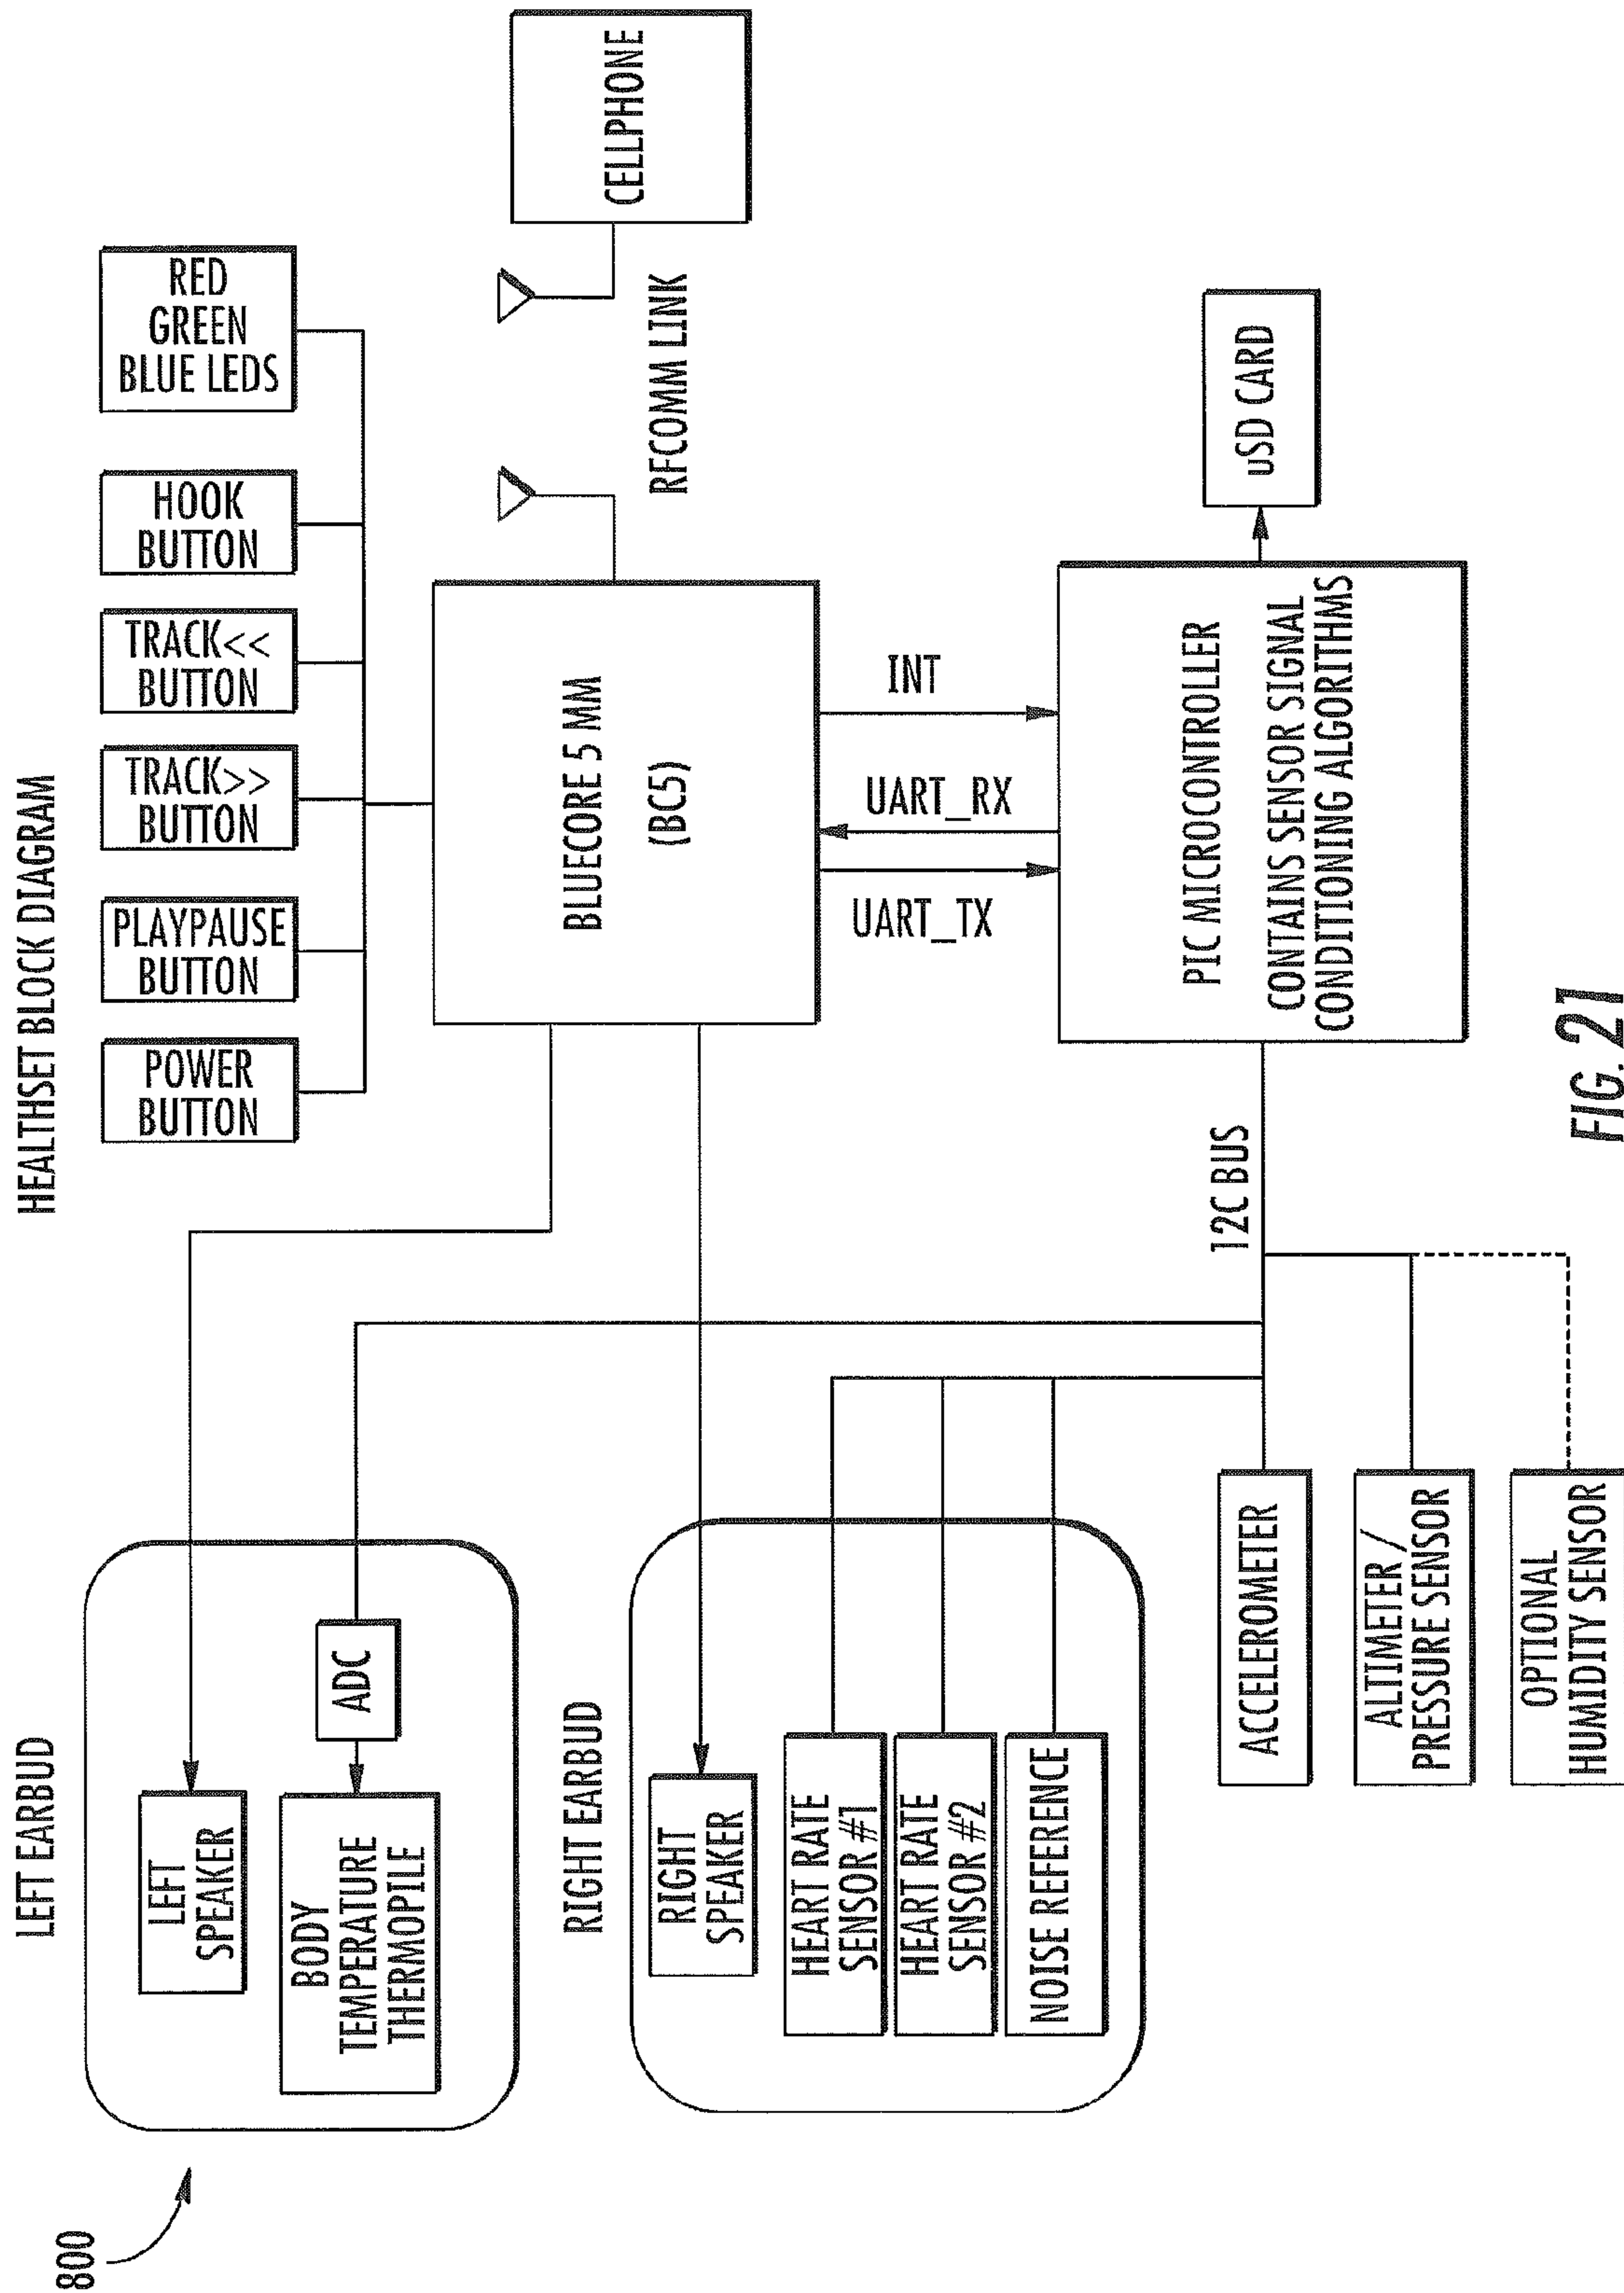 HEALTHSET BLOCK DIAGRAM
800
LEFT EARBUD
LEFT
SPEAKER
BODY
TEMPERATURE
THERMOPILE
ADC
POWER
BUTTON
PLAYPAUSE
BUTTON
TRACK>>
BUTTON
TRACK<<
BUTTON
HOOK
BUTTON
RED
GREEN
BLUE LEDS
RIGHT EARBUD
RIGHT
SPEAKER
HEART RATE
SENSOR #1
HEART RATE
SENSOR #2
NOISE REFERENCE
BLUECORE 5 MM
(BC5)
RFCOMM LINK
CELLPHONE
UART_TX
UART_RX
INT
ACCELEROMETER
ALTIMETER /
PRESSURE SENSOR
OPTIONAL
HUMIDITY SENSOR
12C BUS
PIC MICROCONTROLLER
CONTAINS SENSOR SIGNAL
CONDITIONING ALGORITHMS
uSD CARD
FIG. 21